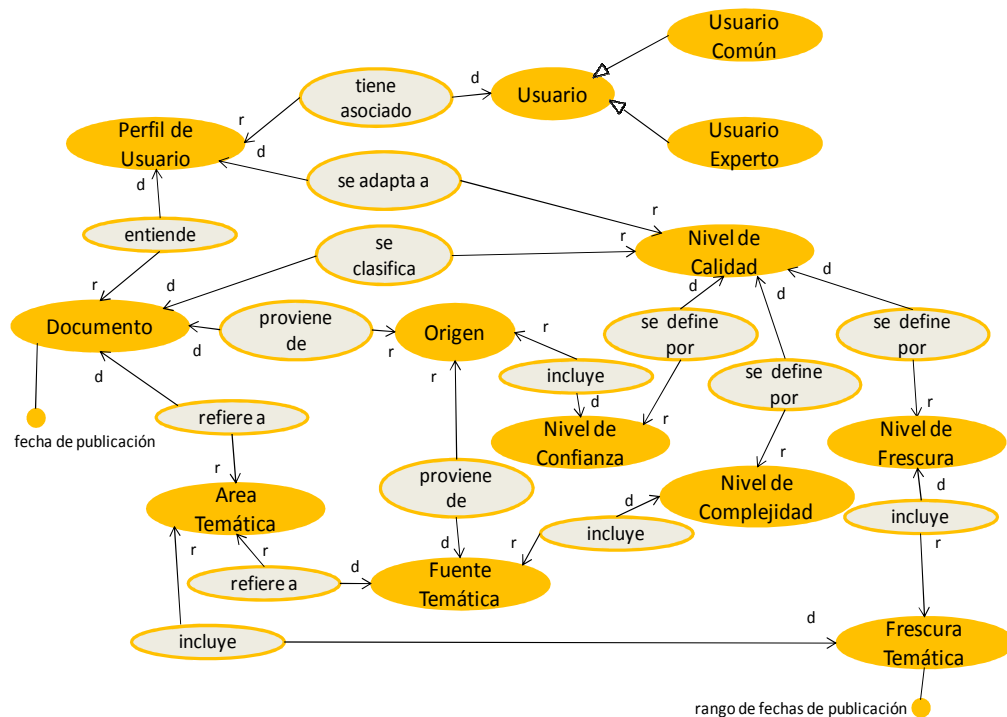 Usuario
Común
tiene
asociado
d
Usuario
r
Perfil de
Usuario
d
Usuario
Experto
d
se adapta a
r
entiende
se
clasifica
r
Nivel de
Calidad
r
d
d
d
d
Documento
d
proviene
de
r
Origen
r
se define
por
se define
por
d
r
incluye
d
se define
por
fecha de publicación
refiere a
r
Nivel de
Confianza
r
r
Nivel de
Frescura
r
Area
Temática
proviene
de
d
r
Nivel de
Complejidad
d
incluye
r
r
r
incluye
r
refiere a
d
d
Fuente
Temática
incluye
d
Frescura
Temática
rango de fechas de publicación